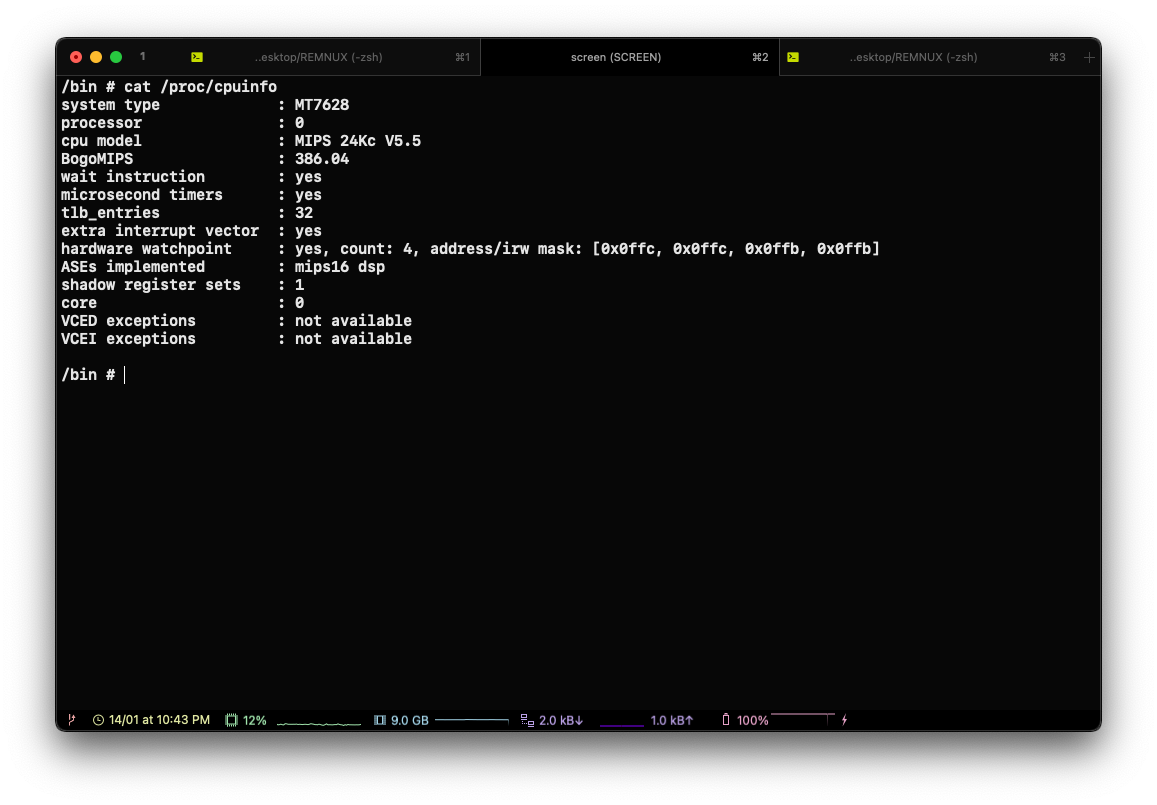 1 ..esktop/REMNUX (-zsh) ⌘1 screen (SCREEN) ⌘2 ..esktop/REMNUX (-zsh) ⌘3 +
/bin # cat /proc/cpuinfo
system type             : MT7628
processor               : 0
cpu model               : MIPS 24Kc V5.5
BogoMIPS                : 386.04
wait instruction        : yes
microsecond timers      : yes
tlb_entries             : 32
extra interrupt vector  : yes
hardware watchpoint     : yes, count: 4, address/irw mask: [0x0ffc, 0x0ffc, 0x0ffb, 0x0ffb]
ASEs implemented        : mips16 dsp
shadow register sets    : 1
core                    : 0
VCED exceptions         : not available
VCEI exceptions         : not available
/bin #
14/01 at 10:43 PM 12% 9.0 GB 2.0 kB↓ 1.0 kB↑ 100%